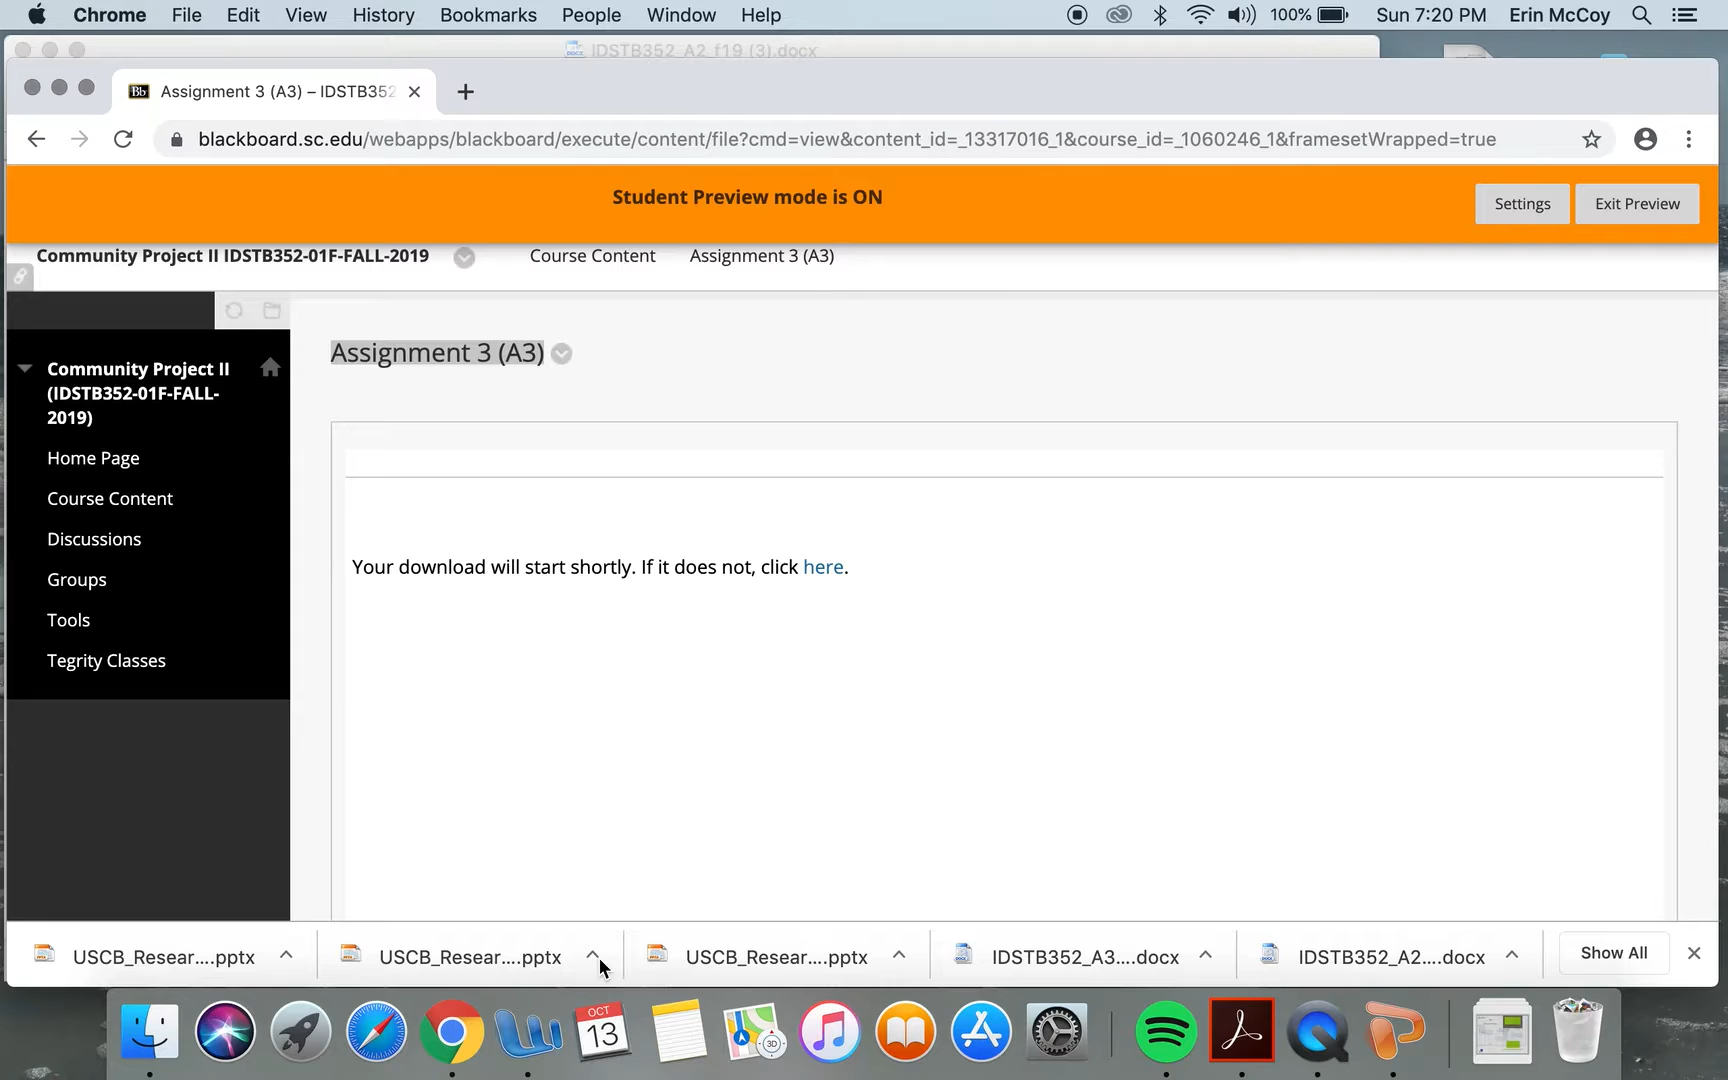 Chrome File Edit View History Bookmarks People Window Help 100% Sun 7:20 PM Erin McCoy
IDSTB352_A2_f19 (3).docx
Bb Assignment 3 (A3) – IDSTB352
blackboard.sc.edu/webapps/blackboard/execute/content/file?cmd=view&content_id=_13317016_1&course_id=_1060246_1&framesetWrapped=true
Student Preview mode is ON
Settings Exit Preview
Community Project II IDSTB352-01F-FALL-2019 Course Content Assignment 3 (A3)
Assignment 3 (A3)
Community Project II
(IDSTB352-01F-FALL-
2019)
Home Page
Course Content
Discussions
Groups
Tools
Tegrity Classes
Your download will start shortly. If it does not, click here.
USCB_Resear....pptx USCB_Resear....pptx USCB_Resear....pptx IDSTB352_A3....docx IDSTB352_A2....docx Show All
OCT
13
3D